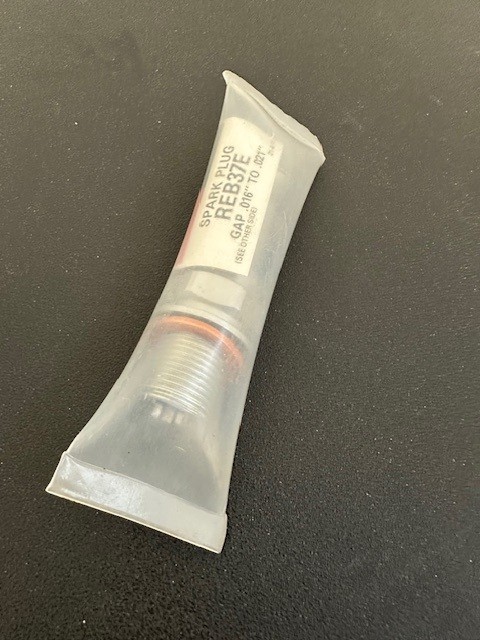 SPARK PLUG
REB37E
GAP .016" TO .021"
(SEE OTHER SIDE)